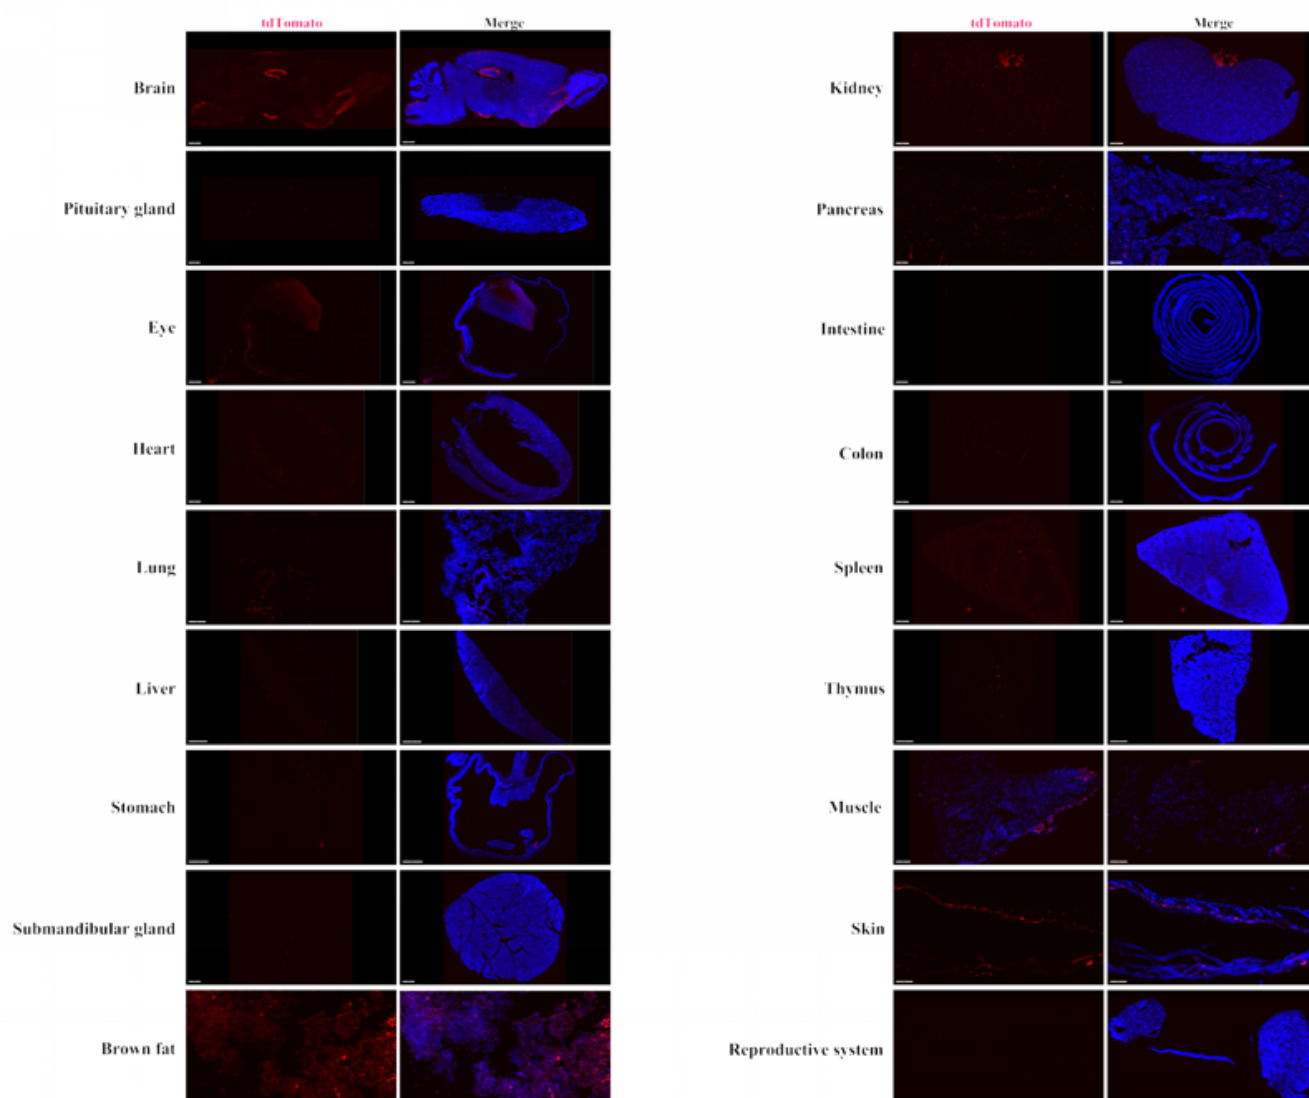 tdTomato Merge tdTomato Merge
Brain Kidney
Pituitary gland Pancreas
Eye Intestine
Heart Colon
Lung Spleen
Liver Thymus
Stomach Muscle
Submandibular gland Skin
Brown fat Reproductive system